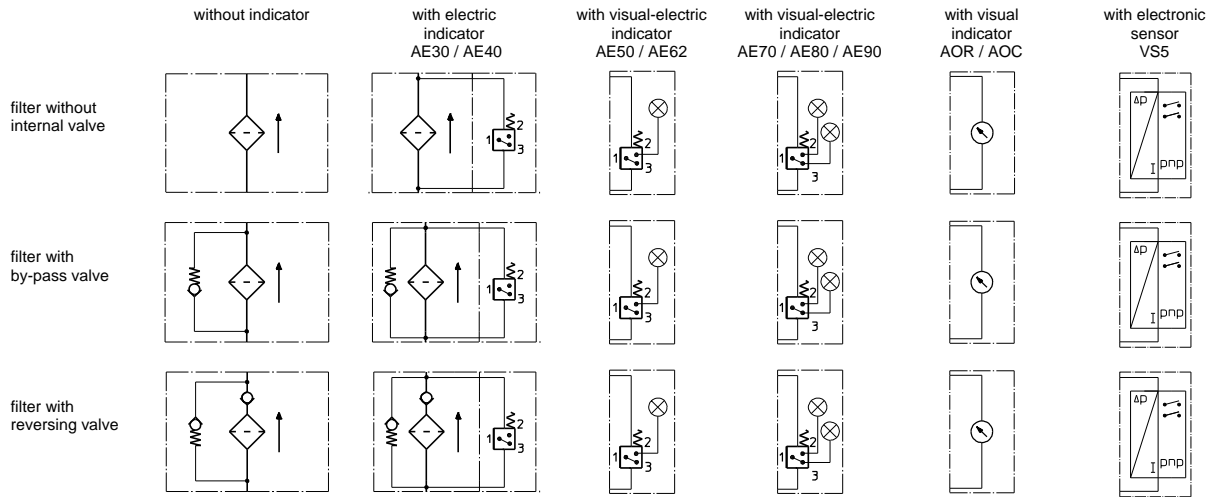 without indicator
with electric
indicator
AE30 / AE40
with visual-electric
indicator
AE50 / AE62
with visual-electric
indicator
AE70 / AE80 / AE90
with visual
indicator
AOR / AOC
with electronic
sensor
VS5
filter without
internal valve
1 2
3
1 2
3
1 2
3
Δp
I pnp
filter with
by-pass valve
1 2
3
1 2
3
1 2
3
Δp
I pnp
filter with
reversing valve
1 2
3
1 2
3
1 2
3
Δp
I pnp